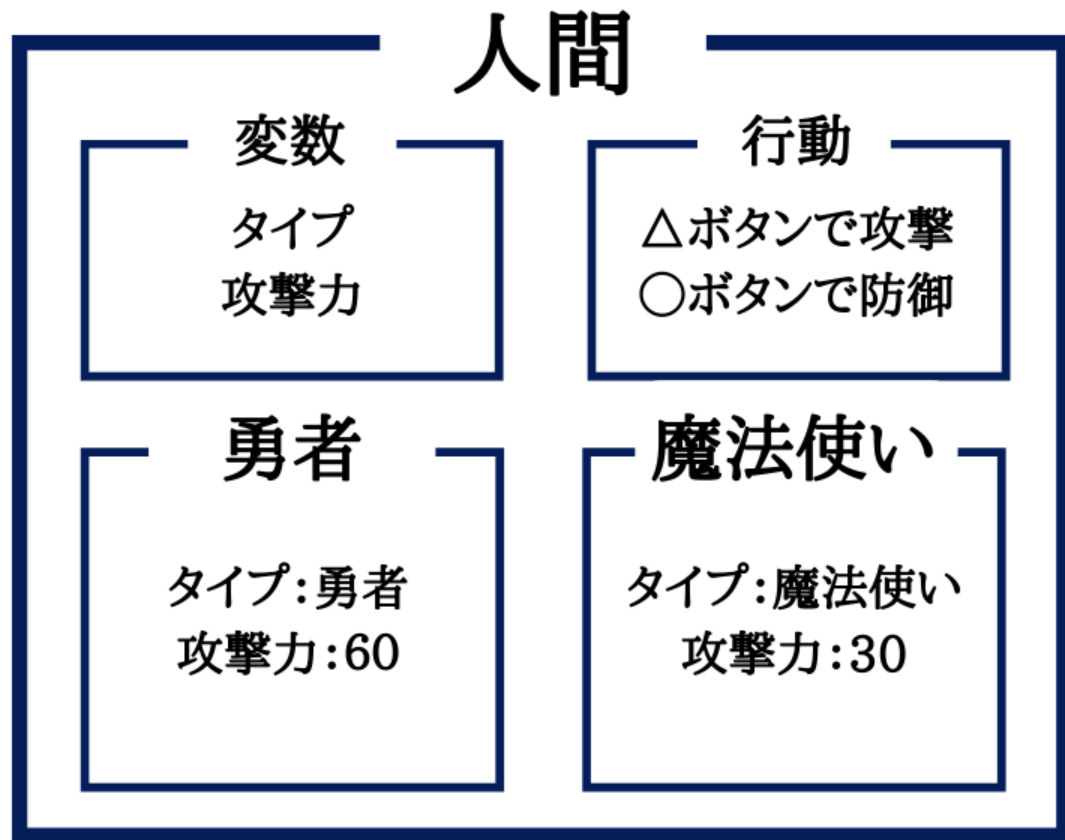 人間
変数
タイプ
攻撃力
行動
△ボタンで攻撃
○ボタンで防御
勇者
タイプ:勇者
攻撃力:60
魔法使い
タイプ:魔法使い
攻撃力:30